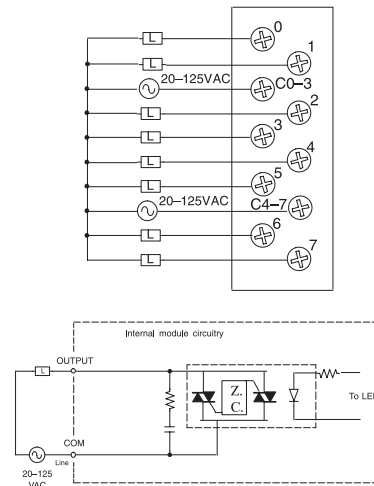 L 0
L 1
20–125VAC C0–3
L 2
L 3
L 4
L 5
20–125VAC C4–7
L 6
L 7
Internal module circuitry
OUTPUT
L
Z.
C.
To LED
COM
Line
20–125
VAC